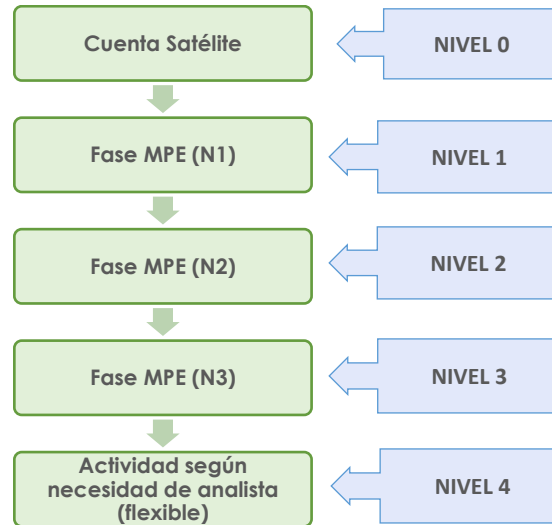 Cuenta Satélite
NIVEL 0
Fase MPE (N1)
NIVEL 1
Fase MPE (N2)
NIVEL 2
Fase MPE (N3)
NIVEL 3
Actividad según
necesidad de analista
(flexible)
NIVEL 4